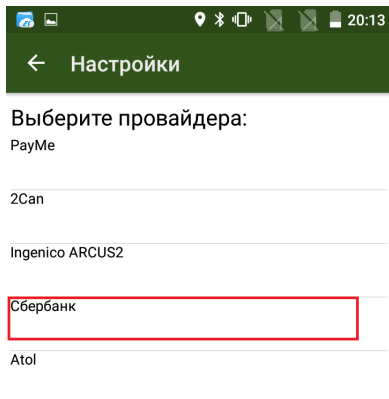 20:13
Настройки
Выберите провайдера:
PayMe
2Can
Ingenico ARCUS2
Сбербанк
Atol